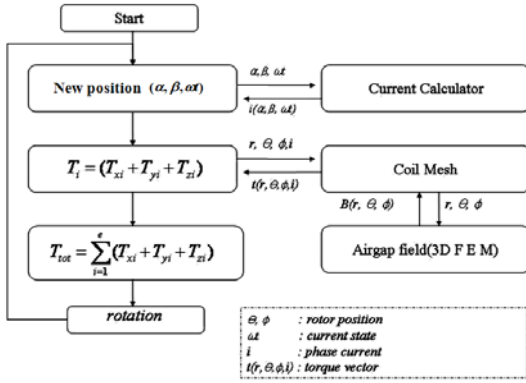 Start
New position (α, β, ωt)
α, β, ωt
i(α, β, ωt)
Current Calculator
T_i = (T_xi + T_yi + T_zi)
r, Θ, ϕ, i
t(r, Θ, ϕ, i)
Coil Mesh
B(r, Θ, ϕ)
r, Θ, ϕ
T_tot = ∑_{i=1}^{e} (T_xi + T_yi + T_zi)
Airgap field(3D F E M)
rotation
Θ, ϕ : rotor position
ωt : current state
i : phase current
t(r, Θ, ϕ, i) : torque vector